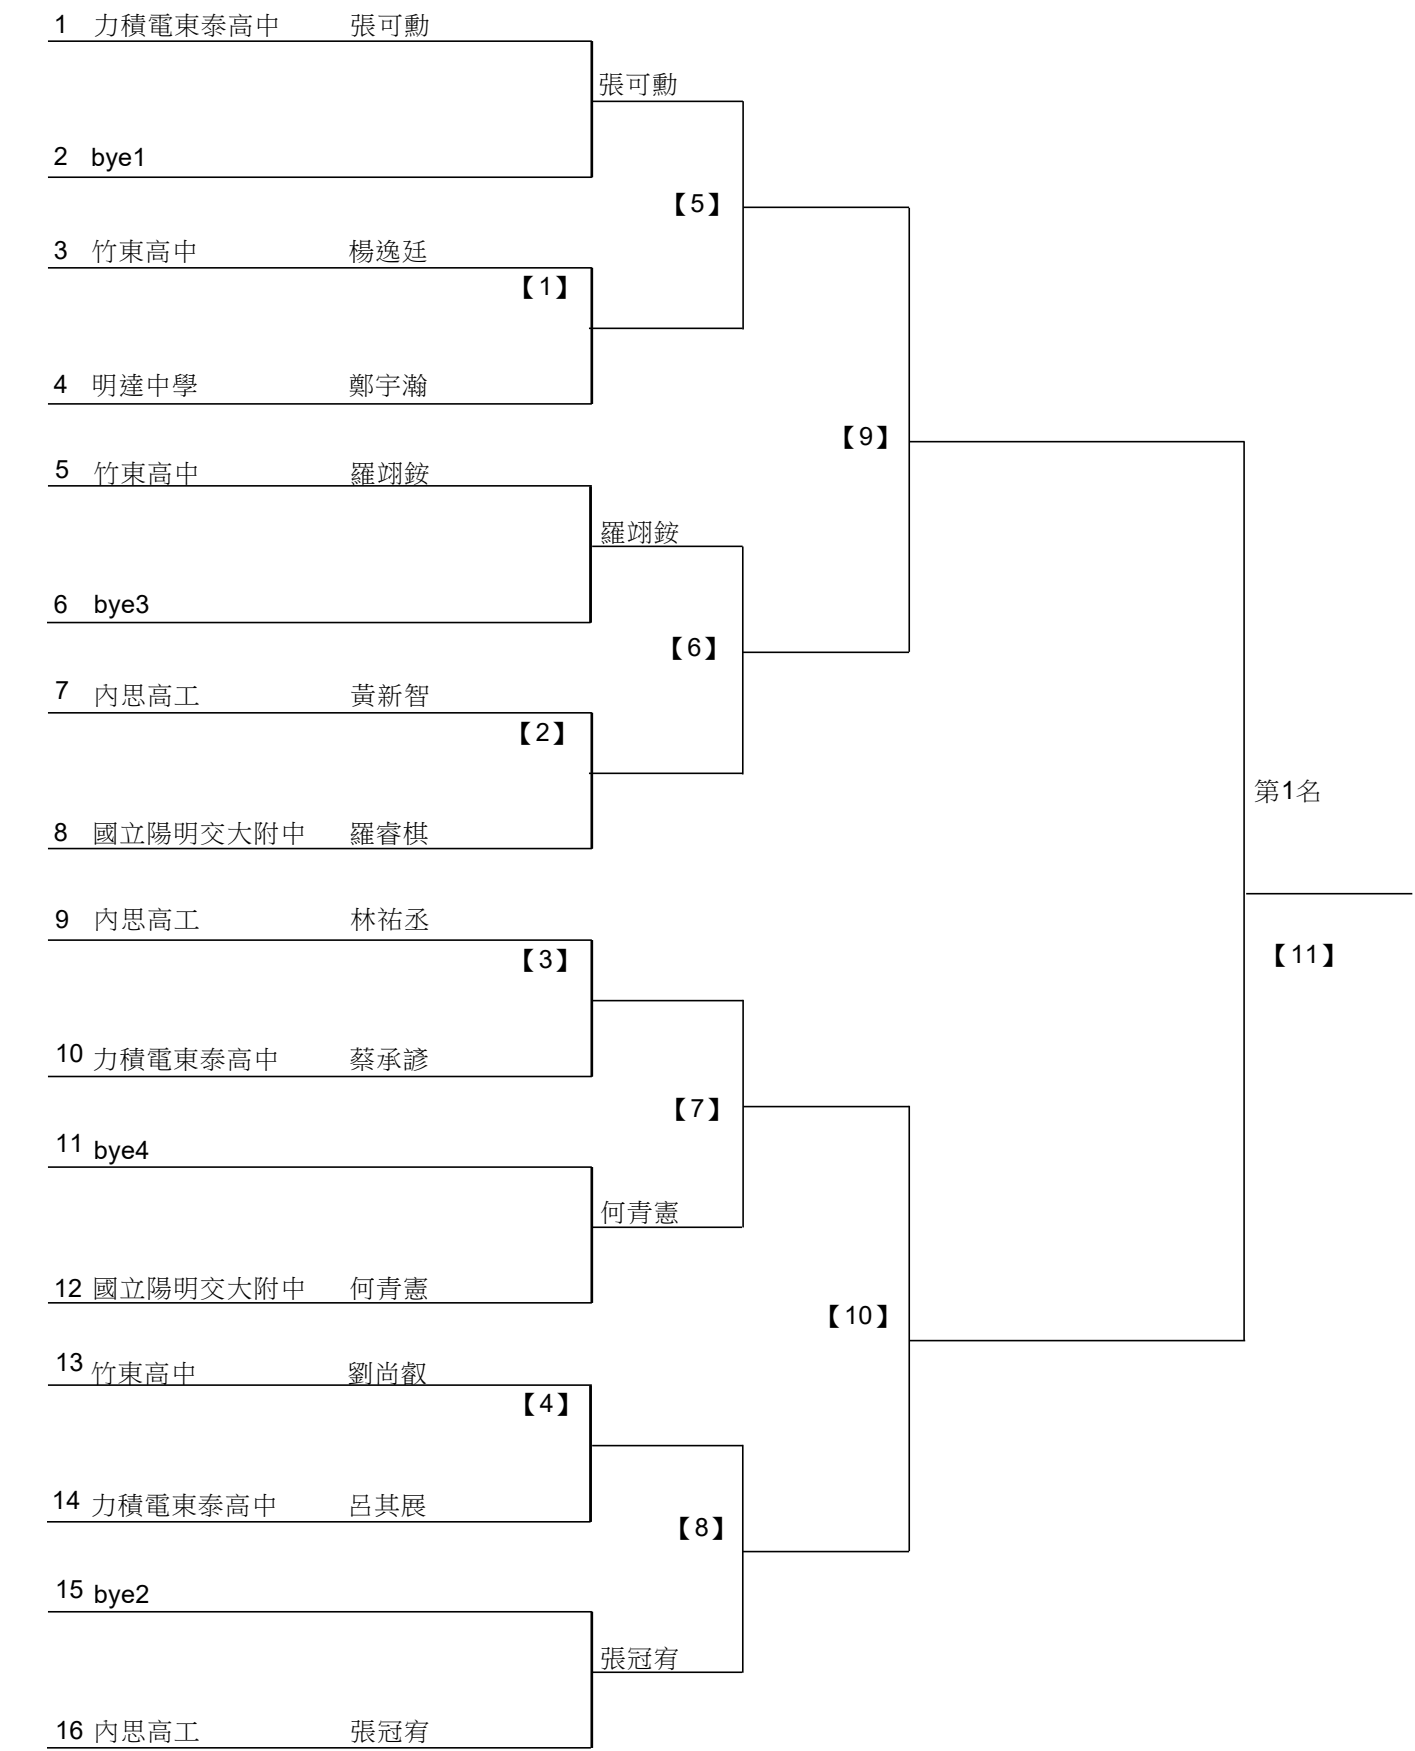 1 力積電東泰高中 張可勳
張可勳
2 bye1
【5】
3 竹東高中 楊逸廷
【1】
4 明達中學 鄭宇瀚
【9】
5 竹東高中 羅翊銨
羅翊銨
6 bye3
【6】
7 內思高工 黃新智
【2】
第1名
8 國立陽明交大附中 羅睿棋
9 內思高工 林祐丞
【3】
【11】
10 力積電東泰高中 蔡承諺
【7】
11 bye4
何青憲
12 國立陽明交大附中 何青憲
【10】
13 竹東高中 劉尚叡
【4】
14 力積電東泰高中 呂其展
【8】
15 bye2
張冠宥
16 內思高工 張冠宥